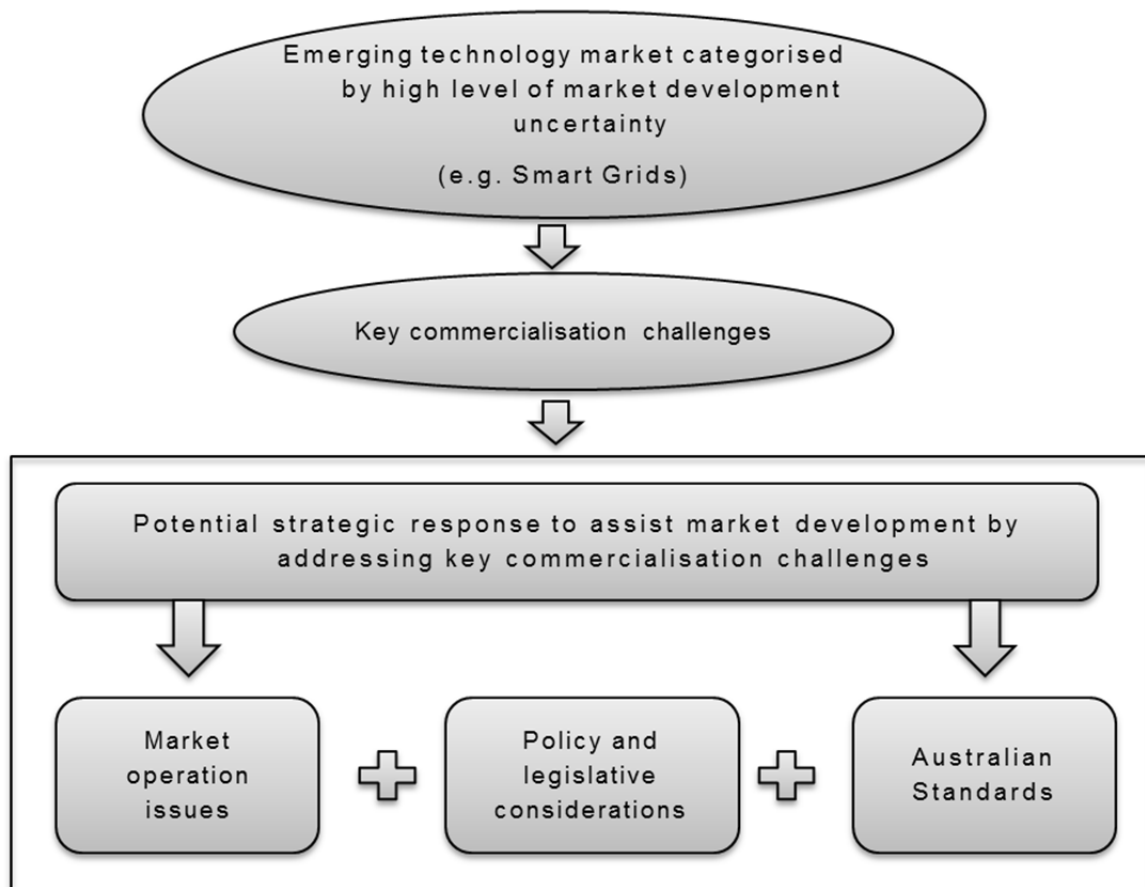 Emerging technology market categorised
by high level of market development
uncertainty
(e.g. Smart Grids)
Key commercialisation challenges
Potential strategic response to assist market development by
addressing key commercialisation challenges
Market
operation
issues
Policy and
legislative
considerations
Australian
Standards